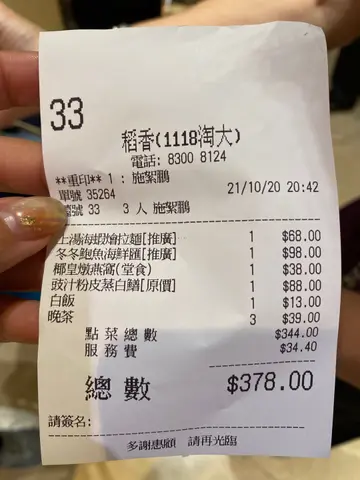 33
稻香(1118淘大)
電話: 8300 8124
**重印** 1 : 施絮鵬
單號 35264 21/10/20 20:42
號 33 3 人 施絮鵬
上湯海鮮燴拉麵[推廣] 1 $68.00
冬冬鮑魚海鮮匯[推廣] 1 $98.00
椰皇燉燕窩(堂食) 1 $38.00
豉汁粉皮蒸白鱔[原價] 1 $88.00
白飯 1 $13.00
晚茶 3 $39.00
點菜總數 $344.00
服務費 $34.40
總數 $378.00
請簽名:
多謝惠顧 請再光臨